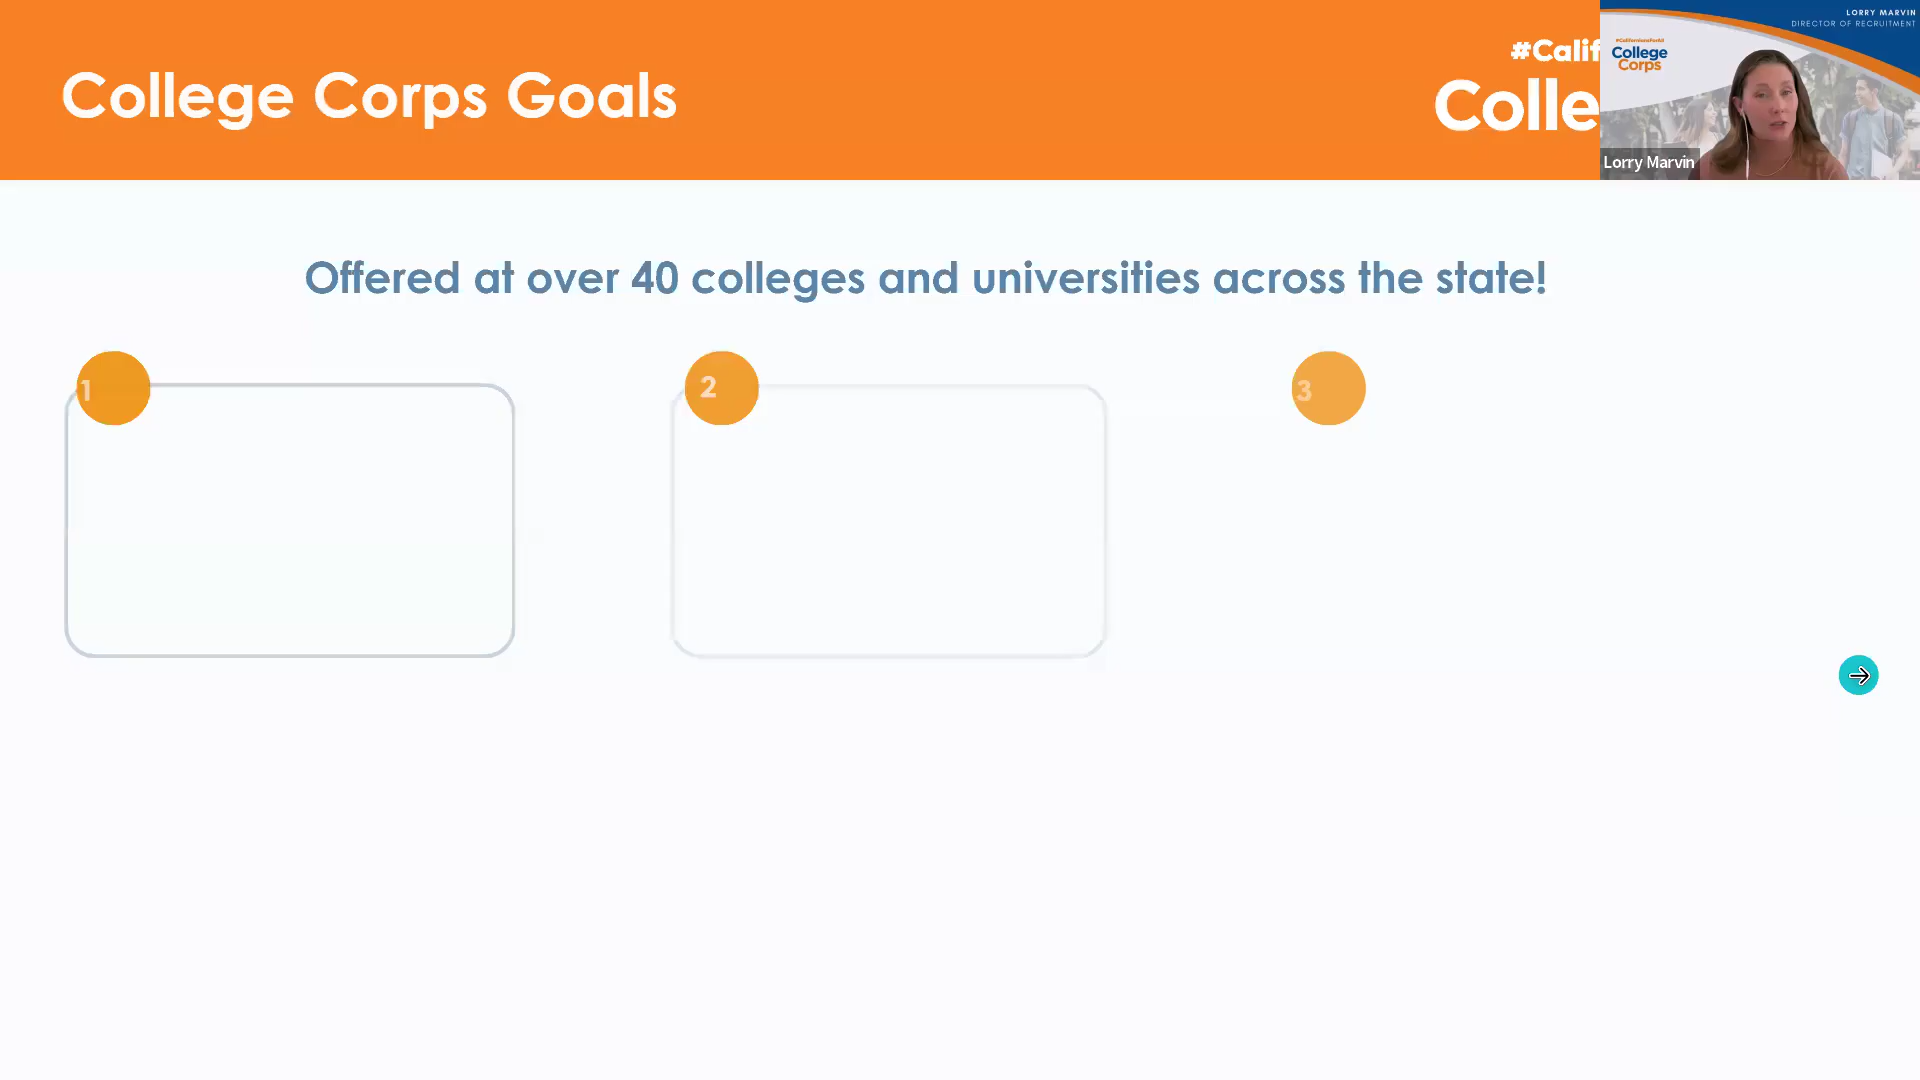 College Corps Goals
#Calif
Colle
LORRY MARVIN
DIRECTOR OF RECRUITMENT
#CaliforniansForAll
College
Corps
Lorry Marvin
Offered at over 40 colleges and universities across the state!
1
2
3